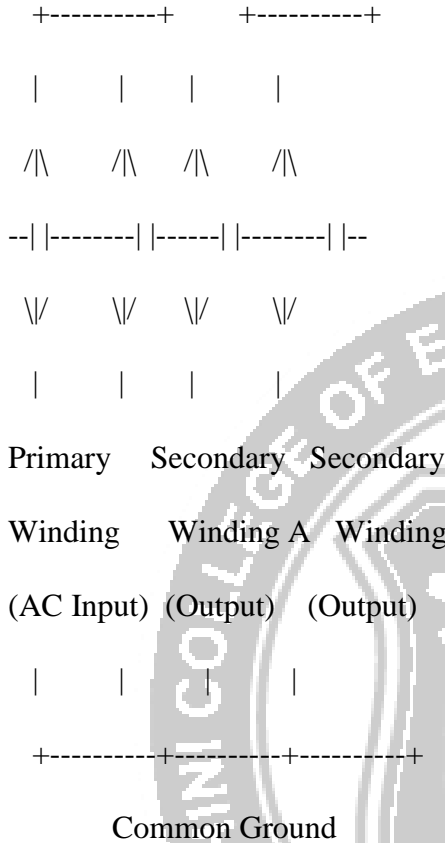 +----------+ +----------+
| | | |
/|\ /|\ /|\ /|\
--| |--------| |------| |--------| |--
\|/ \|/ \|/ \|/
| | | |
Primary Secondary Secondary
Winding Winding A Winding
(AC Input) (Output) (Output)
| | | |
+----------+----------+----------+
Common Ground